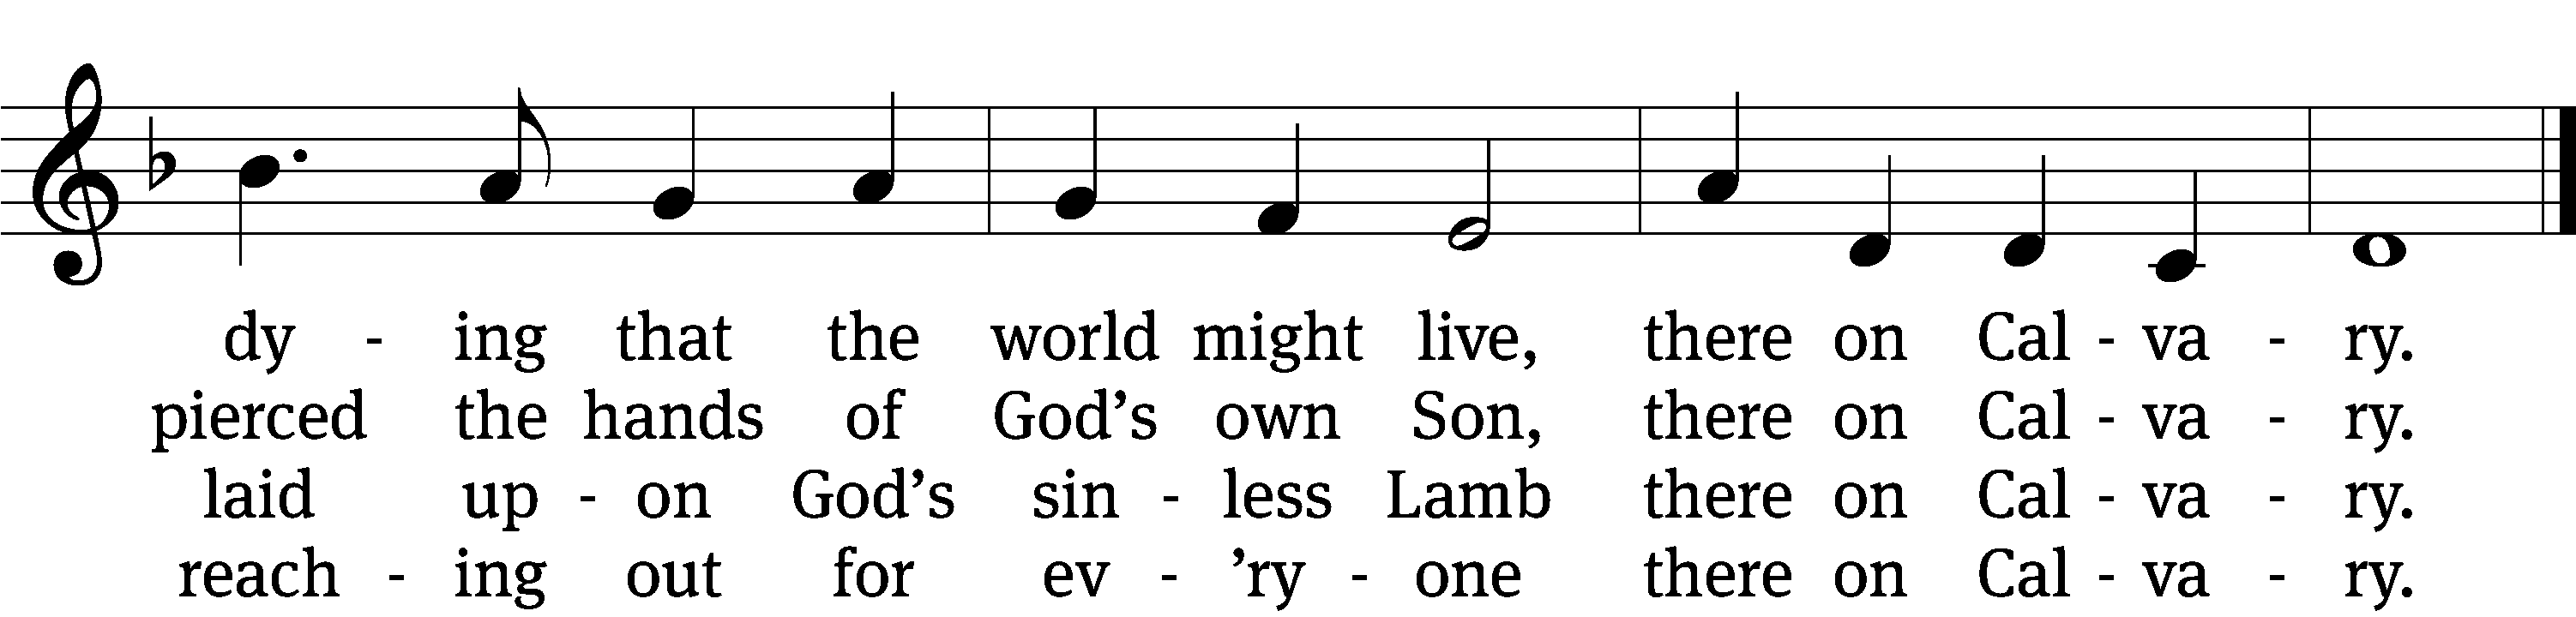 dy - ing that the world might live, there on Cal - va - ry.
pierced the hands of God’s own Son, there on Cal - va - ry.
laid up - on God’s sin - less Lamb there on Cal - va - ry.
reach - ing out for ev - ’ry - one there on Cal - va - ry.